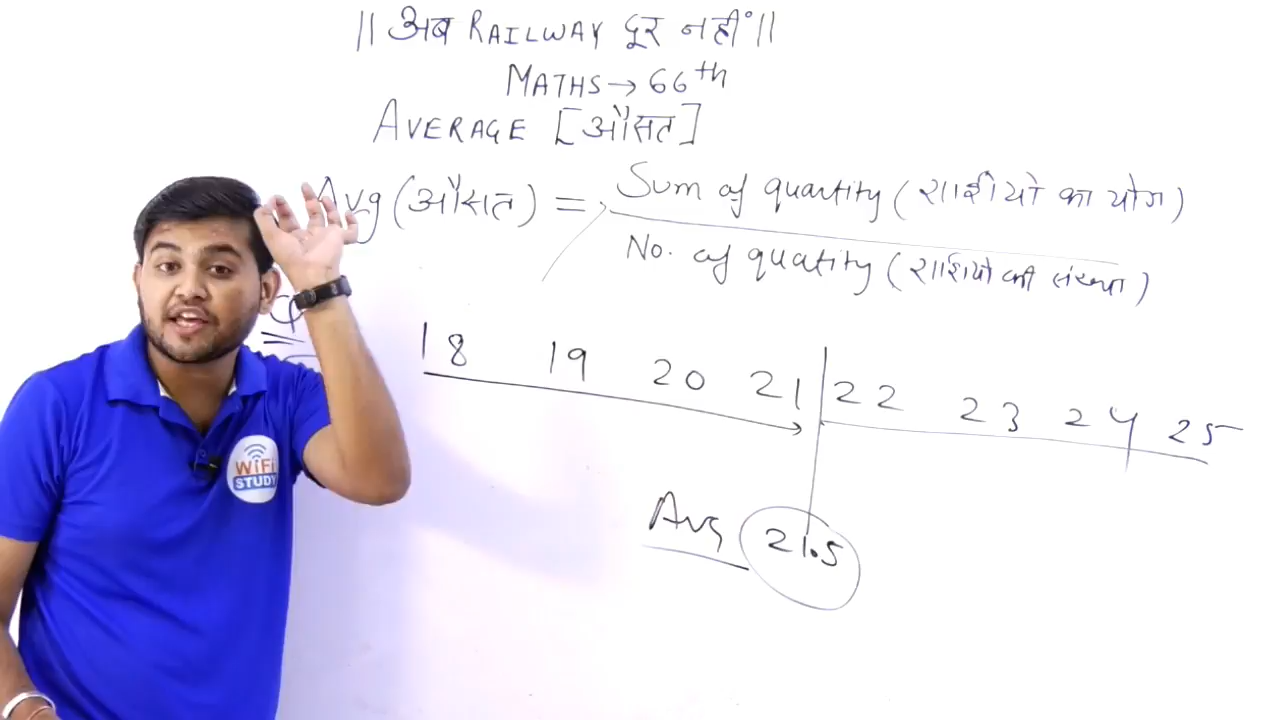 || अब RAILWAY दूर नहीं ||
MATHS → 66th
AVERAGE [औसत]
Avg (औसत) = Sum of quantity (राशीयो का योग)
No. of quatity (राशियो की संख्या)
18 19 20 21 22 23 24 25
Avg 21.5
WiFi
STUDY